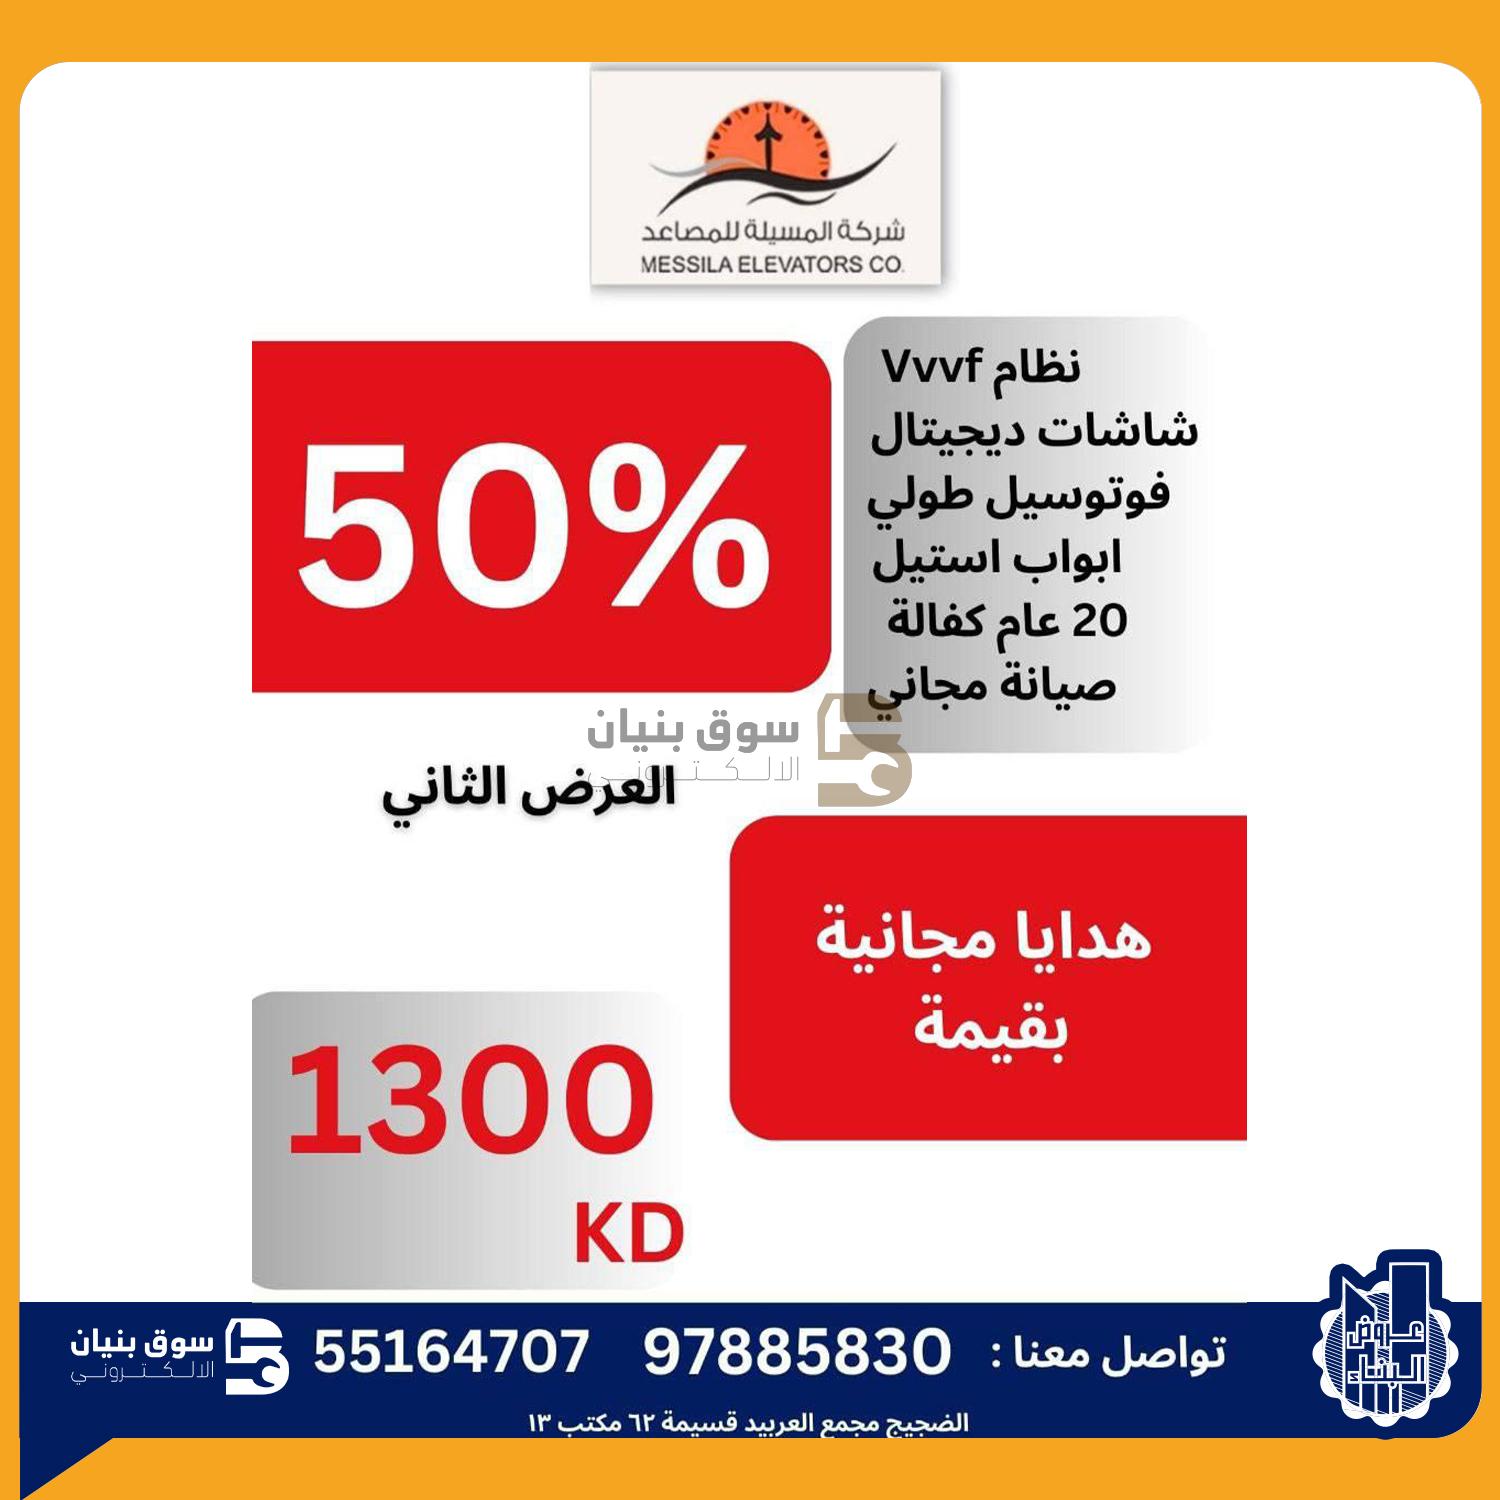 شركة المسيلة للمصاعد
MESSILA ELEVATORS CO.
نظام Vvvf
شاشات ديجيتال
فوتوسيل طولي
ابواب استيل
20 عام كفالة
صيانة مجاني
50%
سوق بنيان
الالكتروني
العرض الثاني
هدايا مجانية
بقيمة
1300
KD
تواصل معنا : 97885830 55164707
سوق بنيان
الالكتروني
عروض
البناء
الضجيج مجمع العربيد قسيمة ٦٢ مكتب ١٣